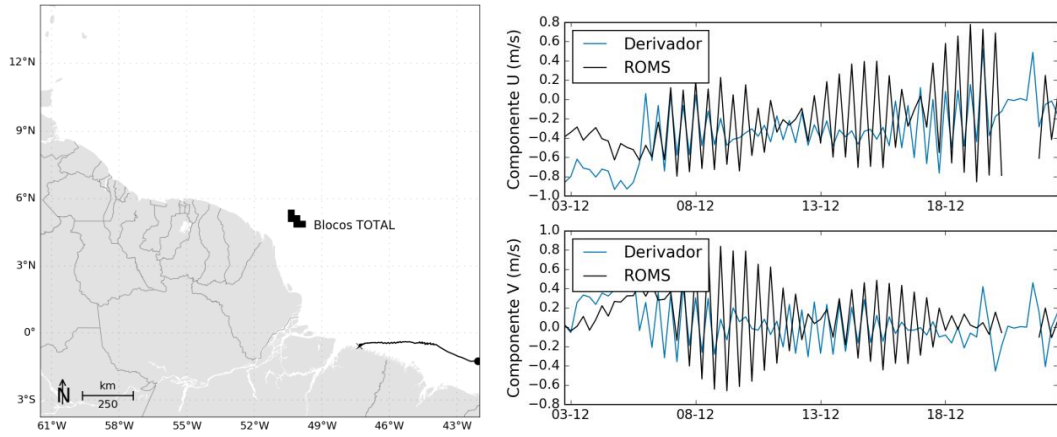 12°N
9°N
6°N
3°N
0°
3°S
61°W
58°W
55°W
52°W
49°W
46°W
43°W
Blocos TOTAL
N
km
250
Componente U (m/s)
0.8
0.6
0.4
0.2
0.0
−0.2
−0.4
−0.6
−0.8
−1.0
03-12
08-12
13-12
18-12
Derivador
ROMS
Componente V (m/s)
1.0
0.8
0.6
0.4
0.2
0.0
−0.2
−0.4
−0.6
−0.8
03-12
08-12
13-12
18-12
Derivador
ROMS